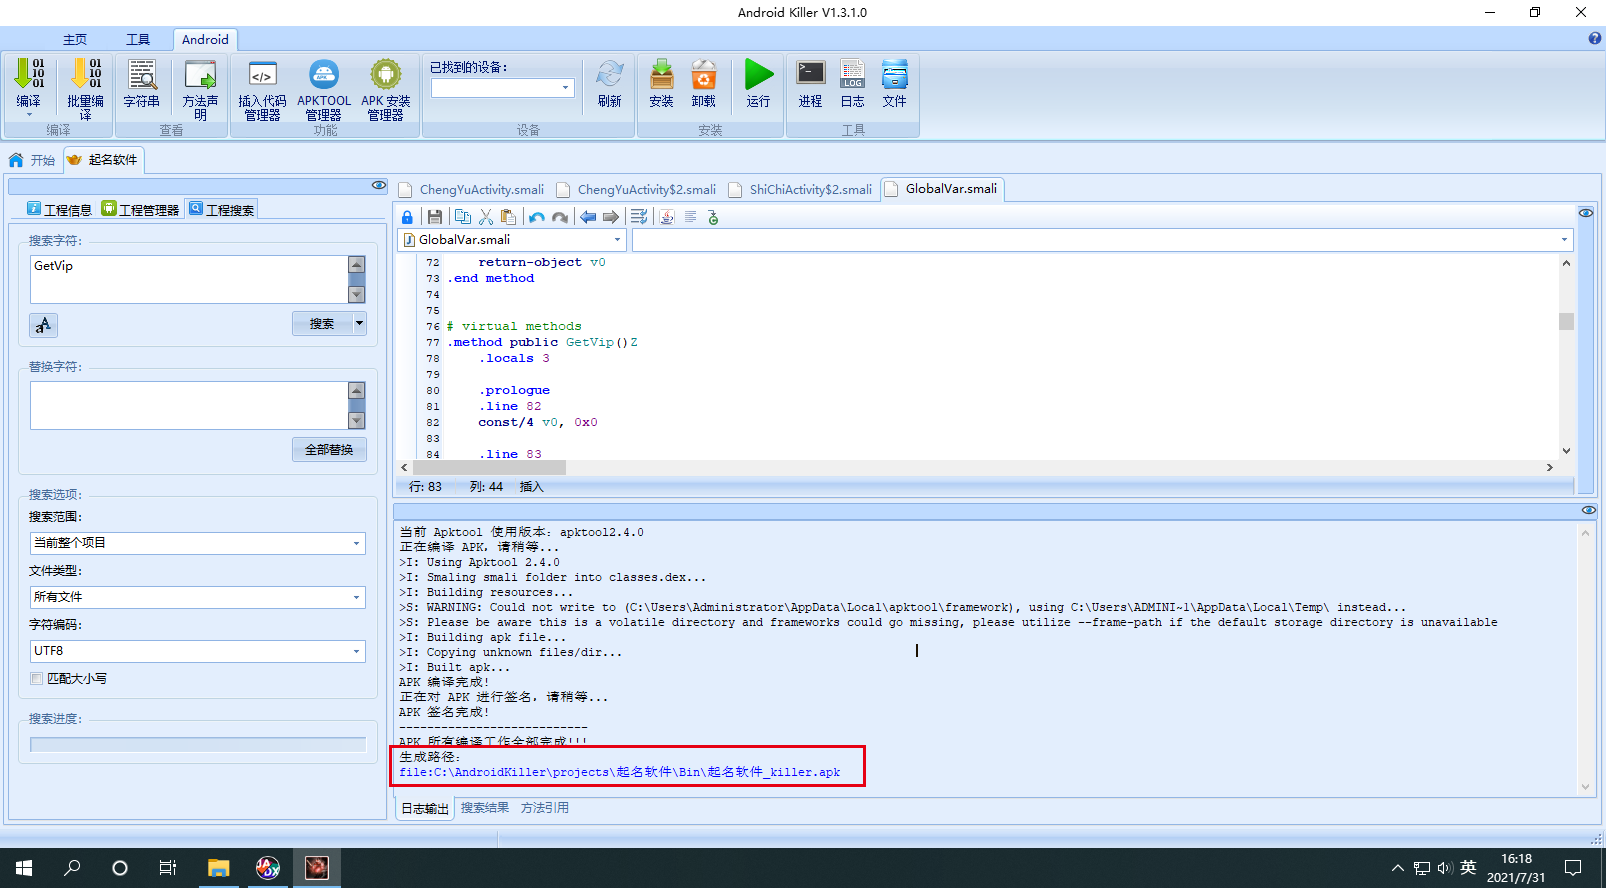 Android Killer V1.3.1.0
主页 工具 Android
编译 批量编译 字符串 方法声明 插入代码管理器 APKTOOL管理器 APK 安装管理器 已找到的设备: 刷新 安装 卸载 运行 进程 日志 文件
编译 查看 功能 设备 安装 工具
开始 起名软件
工程信息 工程管理器 工程搜索
搜索字符:
GetVip
搜索
替换字符:
全部替换
搜索选项:
搜索范围:
当前整个项目
文件类型:
所有文件
字符编码:
UTF8
匹配大小写
搜索进度:
ChengYuActivity.smali ChengYuActivity$2.smali ShiChiActivity$2.smali GlobalVar.smali
GlobalVar.smali
72 return-object v0
73 .end method
74
75
76 # virtual methods
77 .method public GetVip()Z
78 .locals 3
79
80 .prologue
81 .line 82
82 const/4 v0, 0x0
83
84 .line 83
行: 83 列: 44 插入
当前 Apktool 使用版本: apktool2.4.0
正在编译 APK, 请稍等...
>I: Using Apktool 2.4.0
>I: Smaling smali folder into classes.dex...
>I: Building resources...
>S: WARNING: Could not write to (C:\Users\Administrator\AppData\Local\apktool\framework), using C:\Users\ADMINI~1\AppData\Local\Temp\ instead...
>S: Please be aware this is a volatile directory and frameworks could go missing, please utilize --frame-path if the default storage directory is unavailable
>I: Building apk file...
>I: Copying unknown files/dir...
>I: Built apk...
APK 编译完成!
正在对 APK 进行签名, 请稍等...
APK 签名完成!
---------------------------
APK 所有编译工作全部完成!!!
生成路径:
file:C:\AndroidKiller\projects\起名软件\Bin\起名软件_killer.apk
日志输出 搜索结果 方法引用
英
16:18
2021/7/31